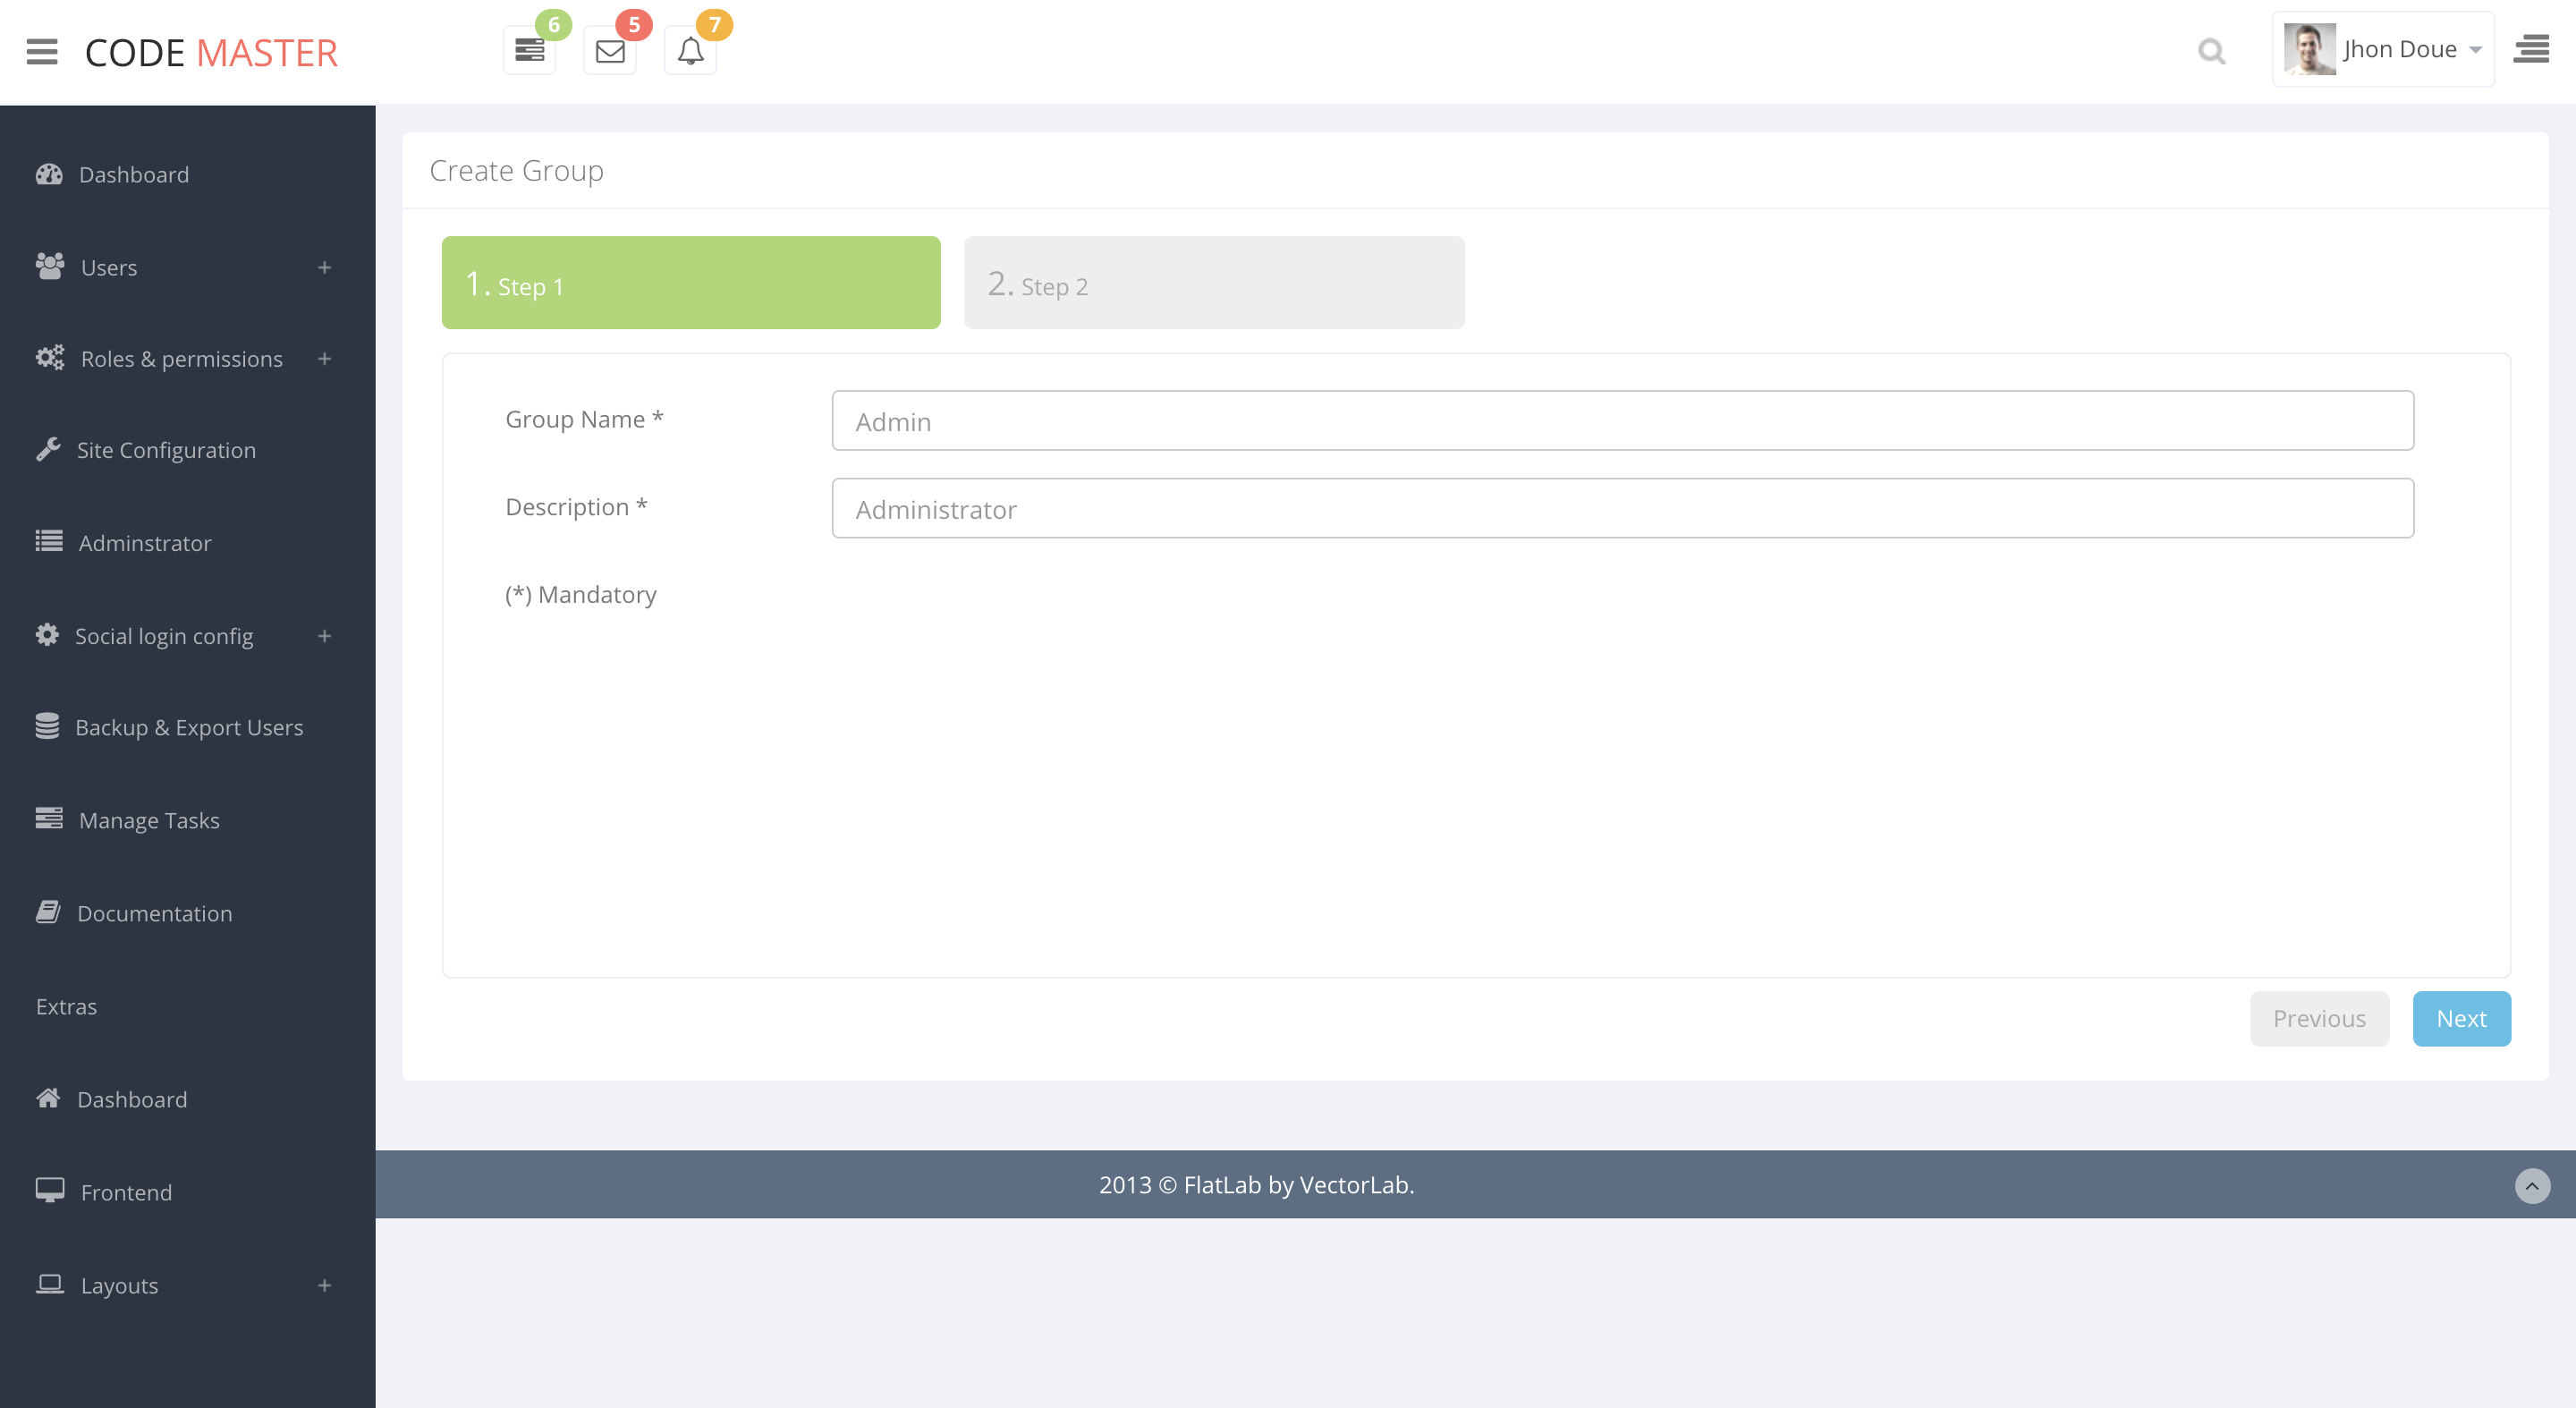 CODE MASTER
6
5
7
Jhon Doue
Dashboard
Users
Roles & permissions
Site Configuration
Adminstrator
Social login config
Backup & Export Users
Manage Tasks
Documentation
Extras
Dashboard
Frontend
Layouts
Create Group
1. Step 1
2. Step 2
Group Name *
Admin
Description *
Administrator
(*) Mandatory
Previous
Next
2013 © FlatLab by VectorLab.